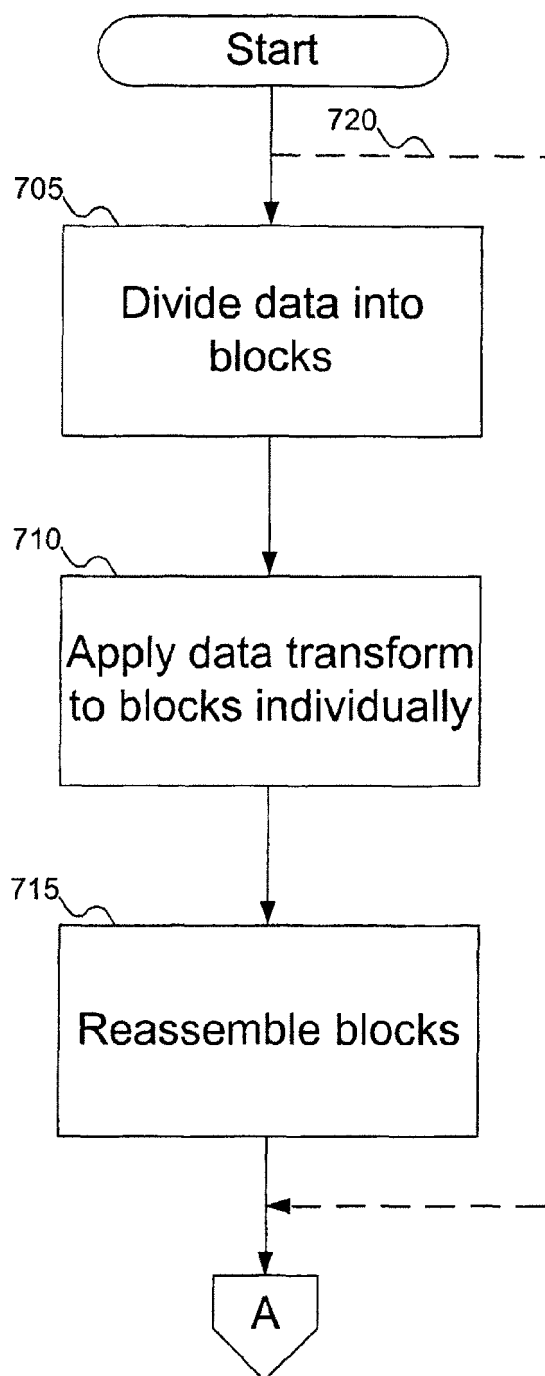 Start
720
705
Divide data into
blocks
710
Apply data transform
to blocks individually
715
Reassemble blocks
A